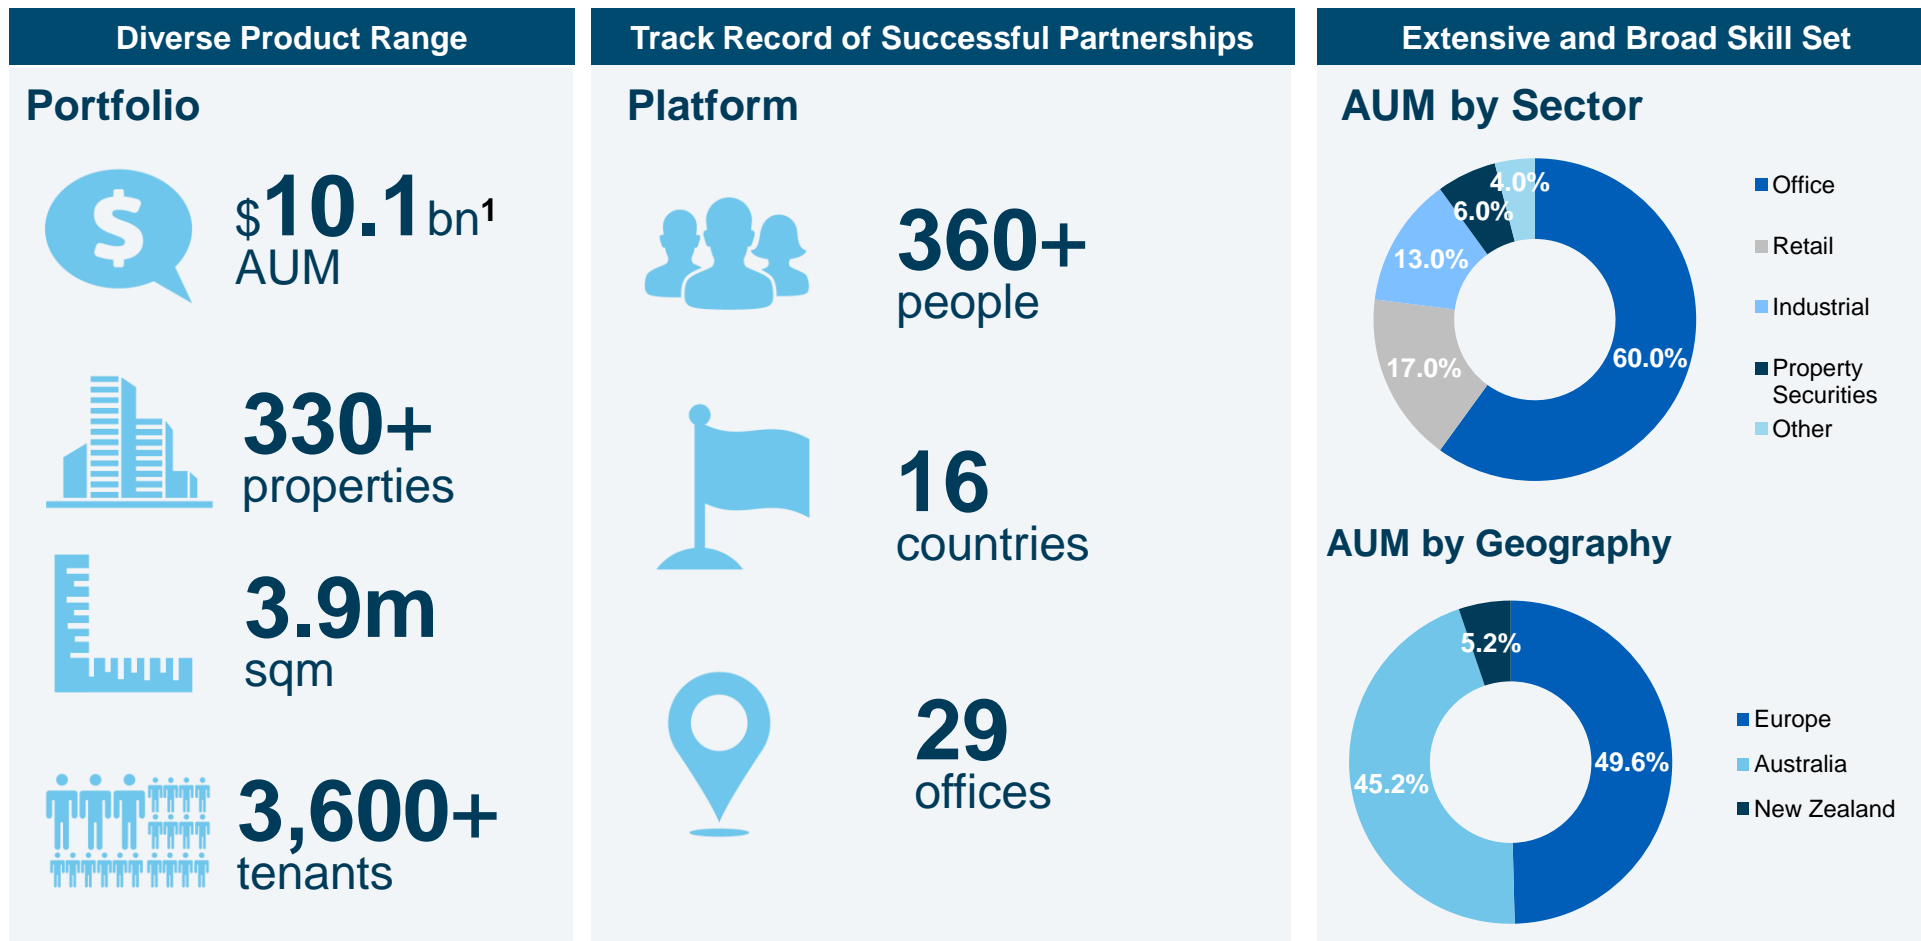 Diverse Product Range
Portfolio
$10.1bn¹
AUM
330+
properties
3.9m
sqm
3,600+
tenants
Track Record of Successful Partnerships
Platform
360+
people
16
countries
29
offices
Extensive and Broad Skill Set
AUM by Sector
4.0%
6.0%
13.0%
17.0%
60.0%
Office
Retail
Industrial
Property
Securities
Other
AUM by Geography
5.2%
49.6%
45.2%
Europe
Australia
New Zealand